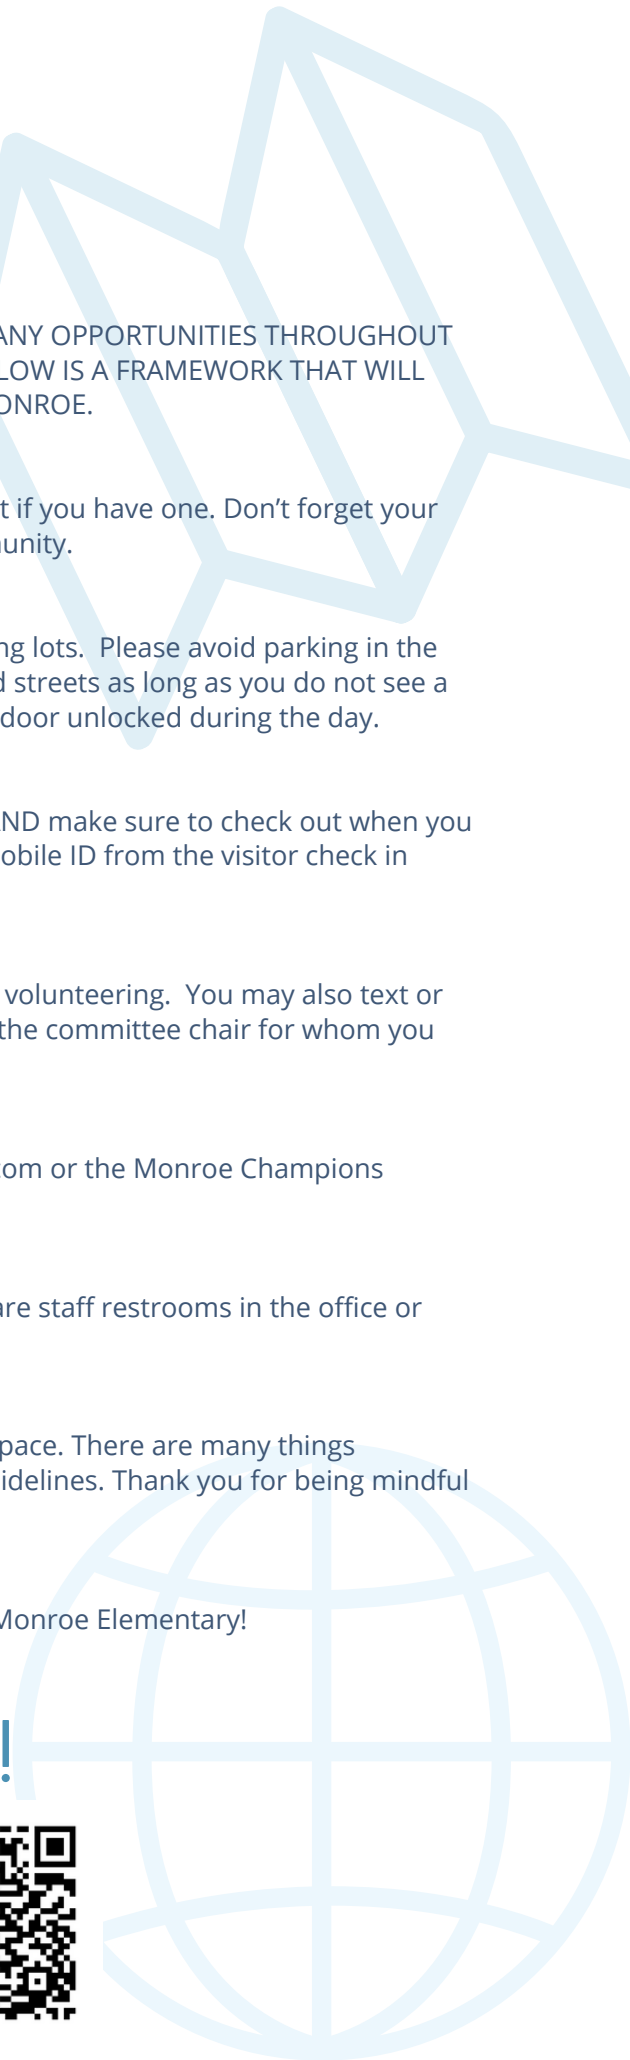 ANY OPPORTUNITIES THROUGHOUT
LOW IS A FRAMEWORK THAT WILL
ONROE.
t if you have one. Don’t forget your
unity.
ng lots.  Please avoid parking in the
d streets as long as you do not see a
door unlocked during the day.
AND make sure to check out when you
obile ID from the visitor check in
volunteering.  You may also text or
the committee chair for whom you
com or the Monroe Champions
are staff restrooms in the office or
pace. There are many things
idelines. Thank you for being mindful
Monroe Elementary!
!